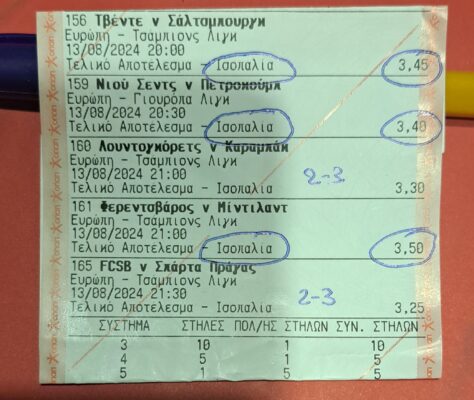 156 Τβέντε v Σάλτσμπουργκ
Ευρώπη - Τσάμπιονς Λιγκ
13/08/2024 20:00
Τελικό Αποτέλεσμα - Ισοπαλία 3,45
159 Νιού Σεντς v Πετροκούμπ
Ευρώπη - Γιουρόπα Λιγκ
13/08/2024 20:30
Τελικό Αποτέλεσμα - Ισοπαλία 3,40
160 Λουντογκόρετς v Καραμπάκ
Ευρώπη - Τσάμπιονς Λιγκ
13/08/2024 21:00 2-3
Τελικό Αποτέλεσμα - Ισοπαλία 3,30
161 Φερεντσβάρος v Μίντιλαντ
Ευρώπη - Τσάμπιονς Λιγκ
13/08/2024 21:00
Τελικό Αποτέλεσμα - Ισοπαλία 3,50
165 FCSB v Σπάρτα Πράγας
Ευρώπη - Τσάμπιονς Λιγκ
13/08/2024 21:30 2-3
Τελικό Αποτέλεσμα - Ισοπαλία 3,25
ΣΥΣΤΗΜΑ ΣΤΗΛΕΣ ΠΟΛ/ΗΣ ΣΤΗΛΩΝ ΣΥΝ. ΣΤΗΛΩΝ
3 10 1 10
4 5 1 5
5 1 5 5